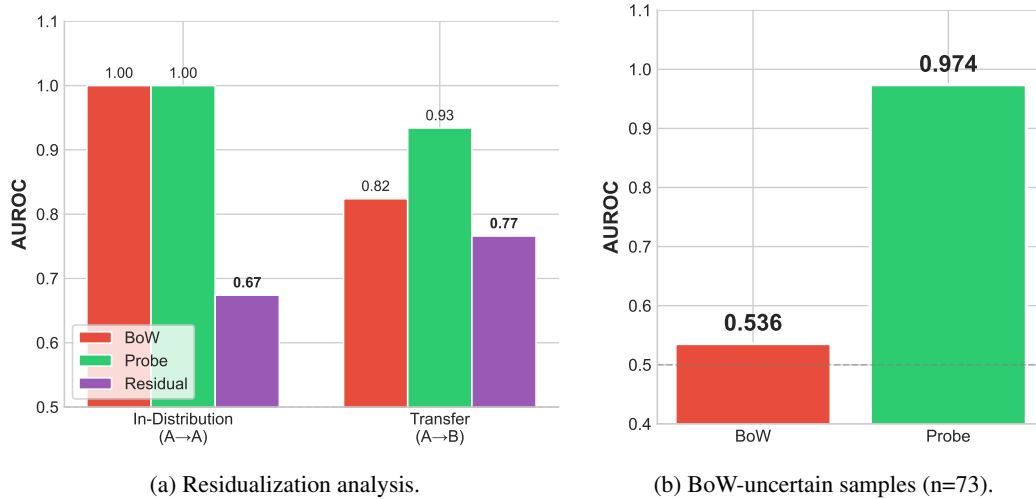 1.1
1.0
0.9
0.8
0.7
0.6
0.5
AUROC
1.00
1.00
0.67
0.82
0.93
0.77
BoW
Probe
Residual
In-Distribution
(A→A)
Transfer
(A→B)
(a) Residualization analysis.
1.1
1.0
0.9
0.8
0.7
0.6
0.5
0.4
AUROC
0.536
0.974
BoW
Probe
(b) BoW-uncertain samples (n=73).